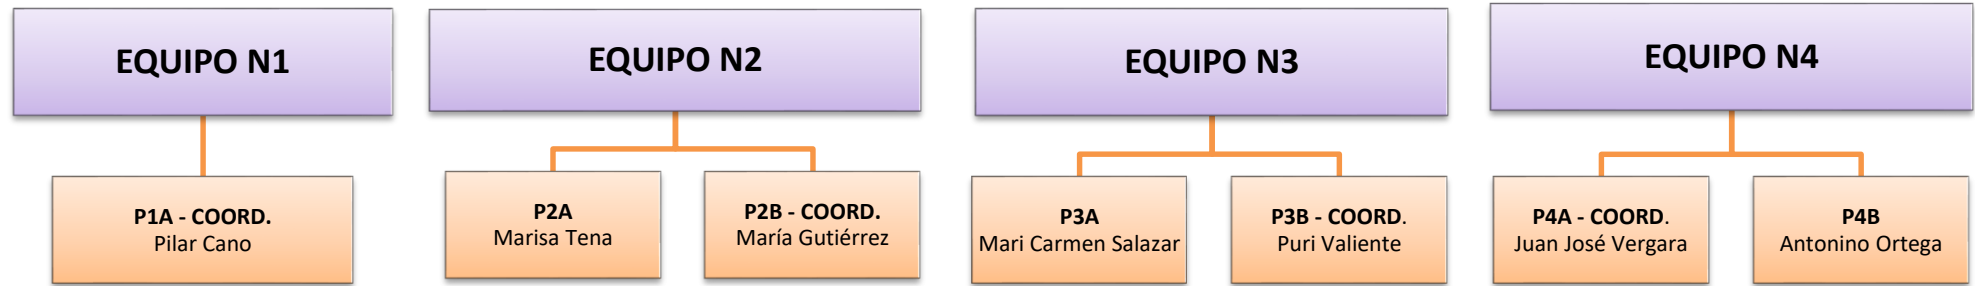 EQUIPO N1
P1A - COORD.
Pilar Cano
EQUIPO N2
P2A
Marisa Tena
P2B - COORD.
María Gutiérrez
EQUIPO N3
P3A
Mari Carmen Salazar
P3B - COORD.
Puri Valiente
EQUIPO N4
P4A - COORD.
Juan José Vergara
P4B
Antonino Ortega